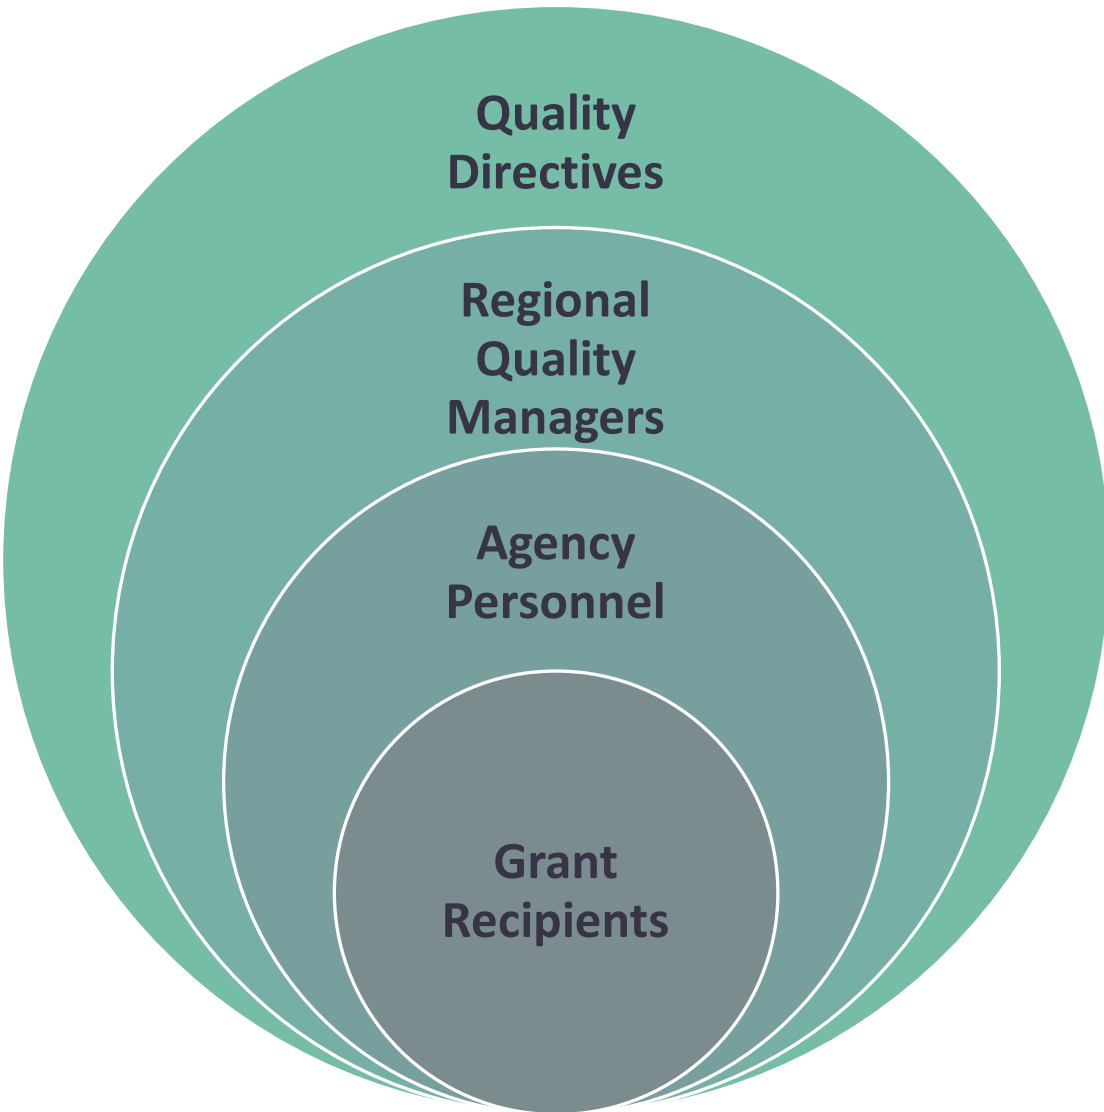 Quality
Directives
Regional
Quality
Managers
Agency
Personnel
Grant
Recipients